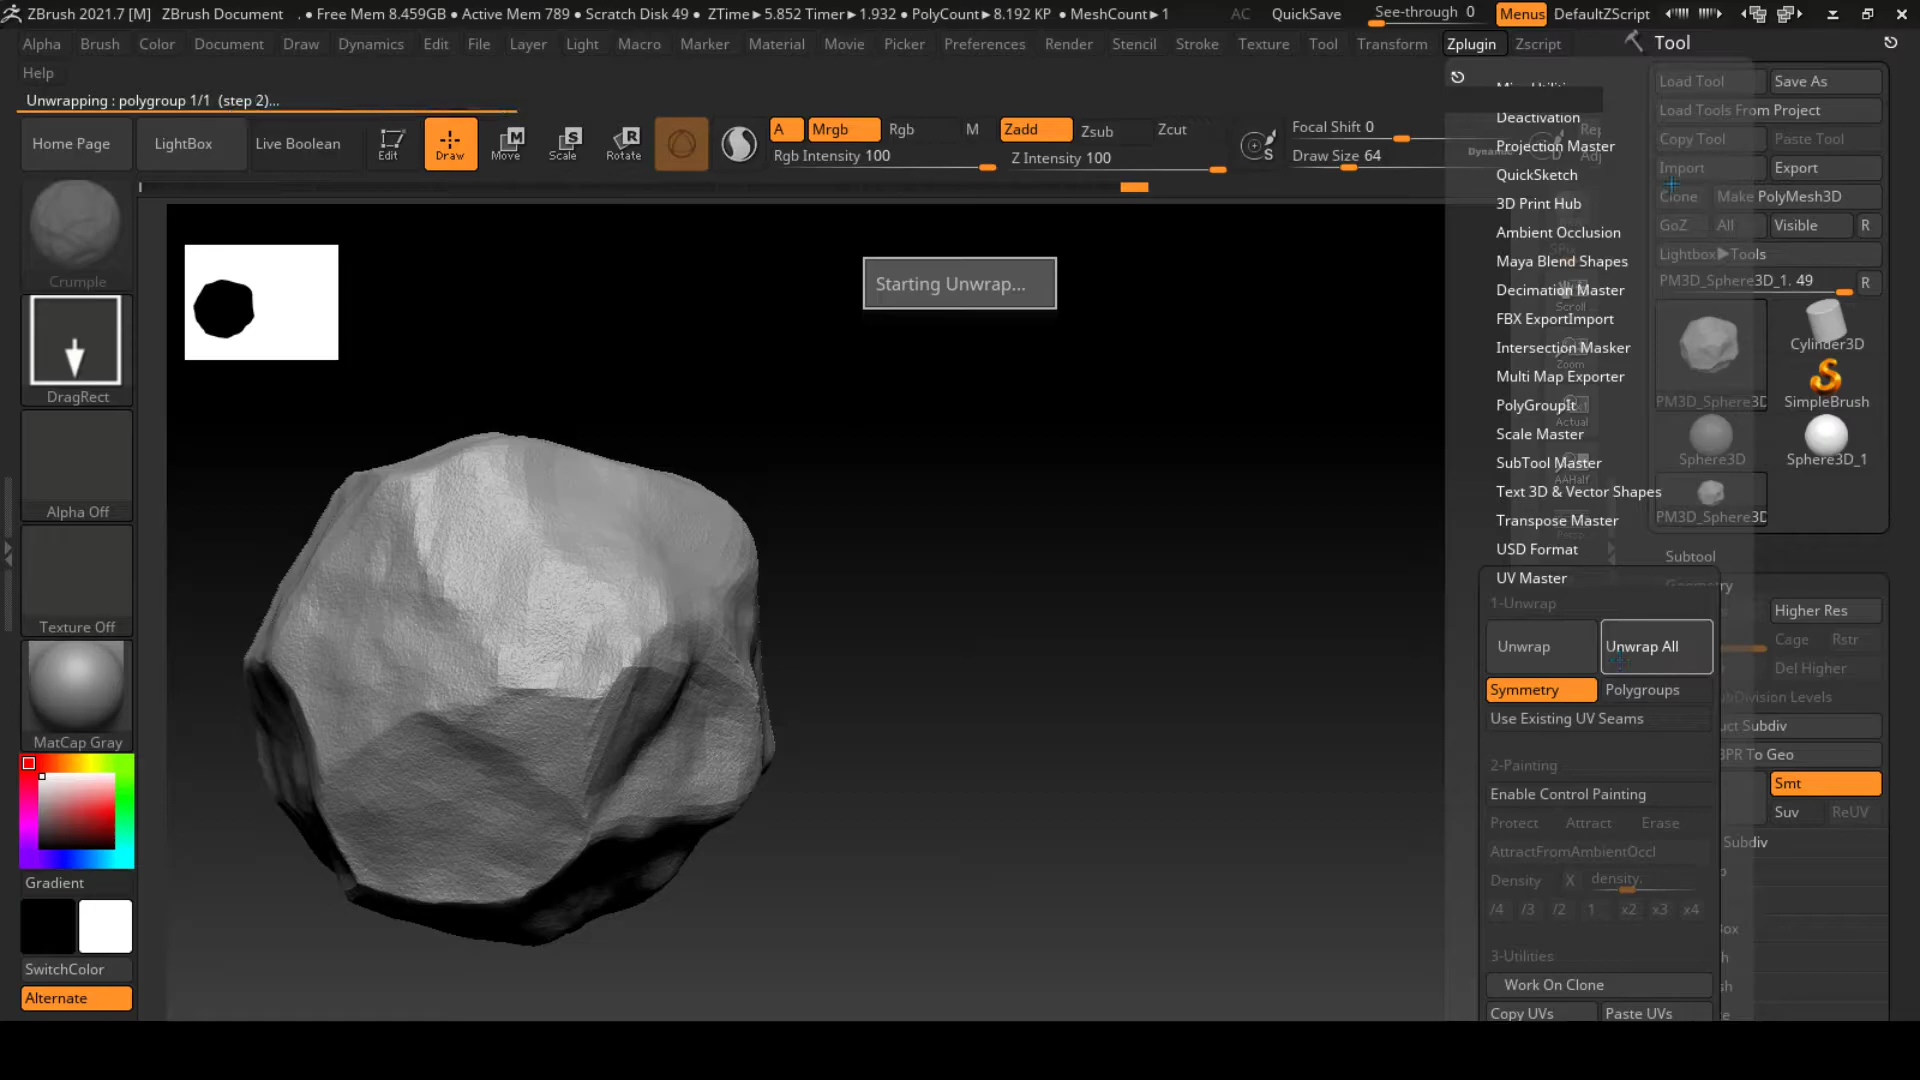 ZBrush 2021.7 [M] ZBrush Document . • Free Mem 8.459GB • Active Mem 789 • Scratch Disk 49 • ZTime►5.852 Timer►1.932 • PolyCount►8.192 KP • MeshCount►1 AC QuickSave See-through 0 Menus DefaultZScript
Alpha Brush Color Document Draw Dynamics Edit File Layer Light Macro Marker Material Movie Picker Preferences Render Stencil Stroke Texture Tool Transform Zplugin Zscript Tool
Help
Unwrapping : polygroup 1/1 (step 2)...
Home Page LightBox Live Boolean Edit Draw Move Scale Rotate
A Mrgb Rgb M Zadd Zsub Zcut
Rgb Intensity 100 Z Intensity 100
Focal Shift 0
Draw Size 64 Dynamic
S
Crumple
DragRect
Alpha Off
Texture Off
MatCap Gray
Gradient
SwitchColor
Alternate
Starting Unwrap...
Deactivation
Projection Master
QuickSketch
3D Print Hub
Ambient Occlusion
Maya Blend Shapes
Decimation Master
Scroll
FBX ExportImport
Intersection Masker
Zoom
Multi Map Exporter
PolyGroupIt
Actual
Scale Master
SubTool Master
AAHalf
Text 3D & Vector Shapes
Transpose Master
USD Format
UV Master
1-Unwrap
Unwrap Unwrap All
Symmetry Polygroups
Use Existing UV Seams
2-Painting
Enable Control Painting
Protect Attract Erase
AttractFromAmbientOccl
Density X density.
/4 /3 /2 1 x2 x3 x4
3-Utilities
Work On Clone
Copy UVs Paste UVs
Load Tool Save As
Load Tools From Project
Copy Tool Paste Tool
Import Export
Clone Make PolyMesh3D
GoZ All Visible R
Lightbox►Tools
PM3D_Sphere3D_1. 49 R
Cylinder3D
PM3D_Sphere3D SimpleBrush
Sphere3D Sphere3D_1
PM3D_Sphere3D
Subtool
Higher Res
Cage Rstr
Del Higher
Smt
Suv ReUV